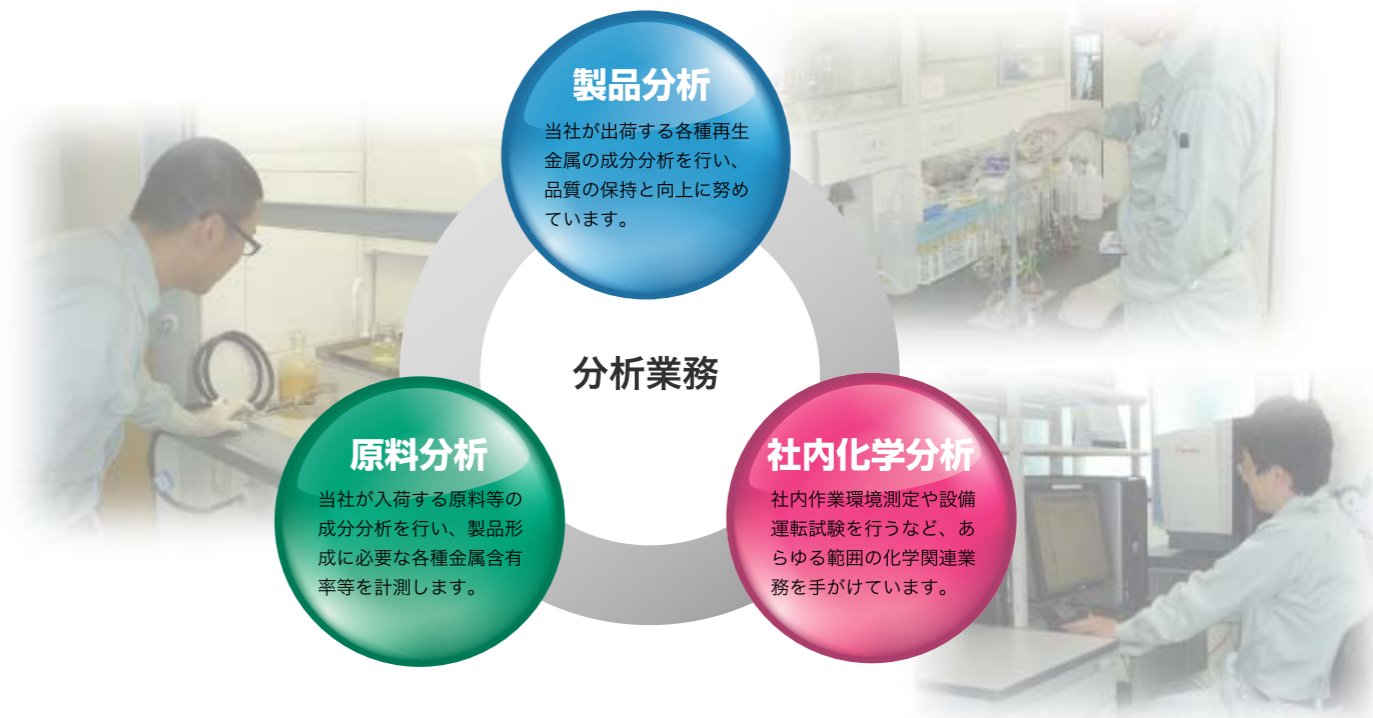 製品分析
当社が出荷する各種再生
金属の成分分析を行い、
品質の保持と向上に努め
ています。
分析業務
原料分析
当社が入荷する原料等の
成分分析を行い、製品形
成に必要な各種金属含有
率等を計測します。
社内化学分析
社内作業環境測定や設備
運転試験を行うなど、あ
らゆる範囲の化学関連業
務を手がけています。